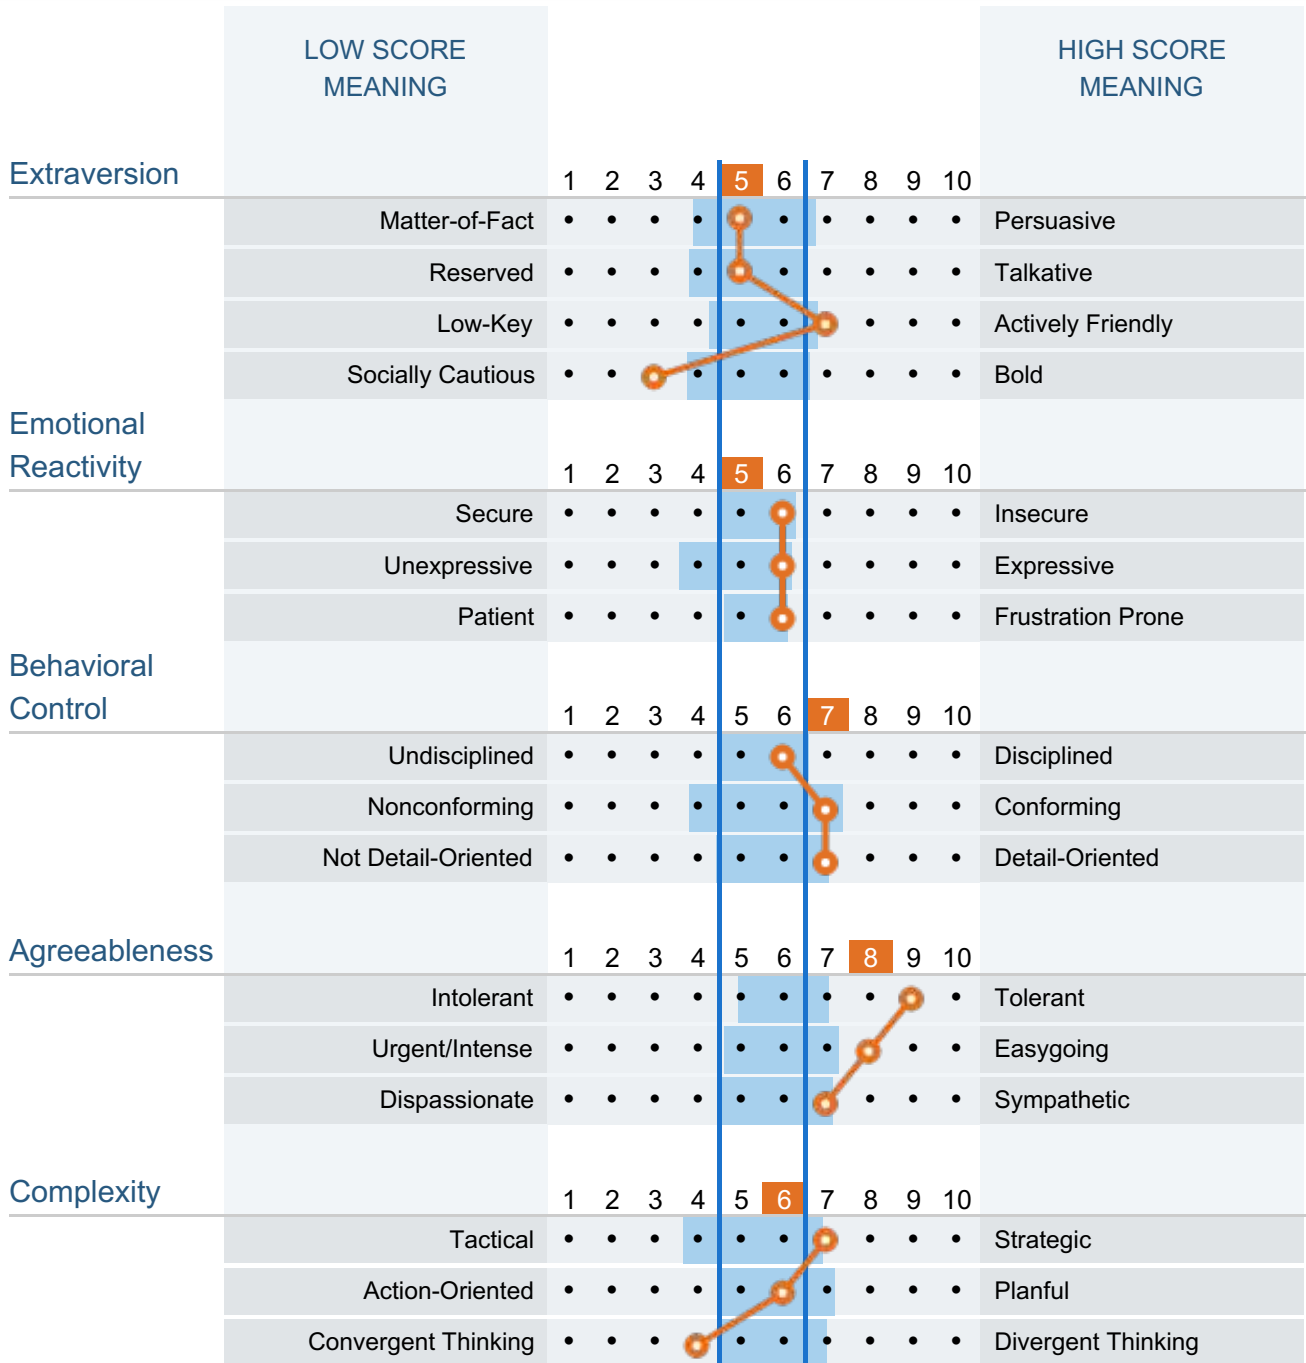 LOW SCORE
MEANING
HIGH SCORE
MEANING
Extraversion
1 2 3 4 5 6 7 8 9 10
Matter-of-Fact Persuasive
Reserved Talkative
Low-Key Actively Friendly
Socially Cautious Bold
Emotional
Reactivity
1 2 3 4 5 6 7 8 9 10
Secure Insecure
Unexpressive Expressive
Patient Frustration Prone
Behavioral
Control
1 2 3 4 5 6 7 8 9 10
Undisciplined Disciplined
Nonconforming Conforming
Not Detail-Oriented Detail-Oriented
Agreeableness
1 2 3 4 5 6 7 8 9 10
Intolerant Tolerant
Urgent/Intense Easygoing
Dispassionate Sympathetic
Complexity
1 2 3 4 5 6 7 8 9 10
Tactical Strategic
Action-Oriented Planful
Convergent Thinking Divergent Thinking